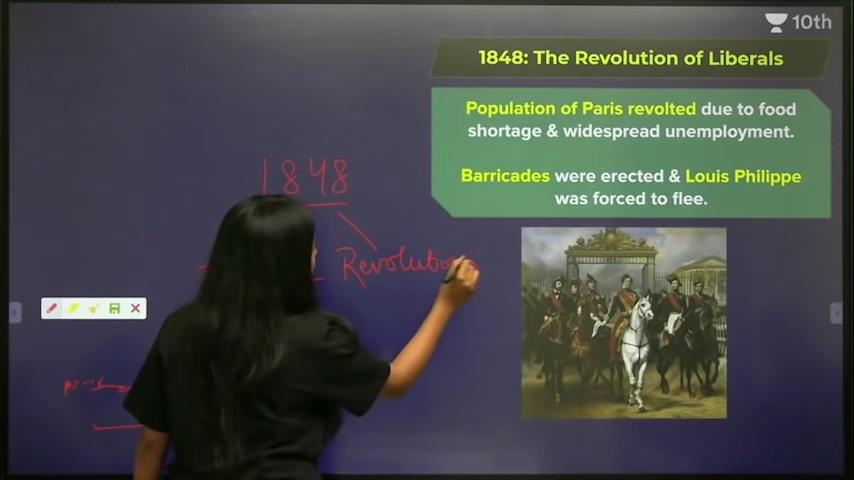 10th
1848: The Revolution of Liberals
Population of Paris revolted due to food
shortage & widespread unemployment.
Barricades were erected & Louis Philippe
was forced to flee.
1848
Revolution